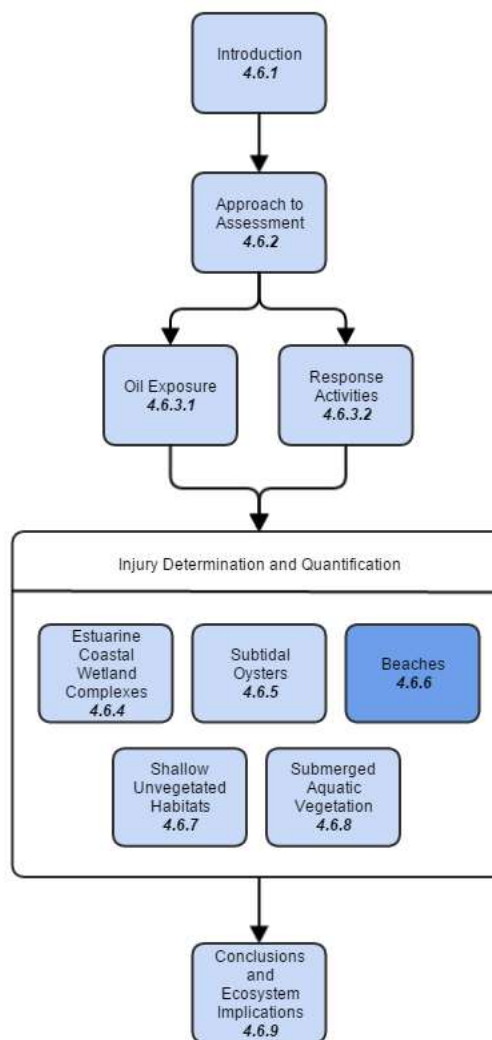 Introduction
4.6.1
Approach to
Assessment
4.6.2
Oil Exposure
4.6.3.1
Response
Activities
4.6.3.2
Injury Determination and Quantification
Estuarine
Coastal
Wetland
Complexes
4.6.4
Subtidal
Oysters
4.6.5
Beaches
4.6.6
Shallow
Unvegetated
Habitats
4.6.7
Submerged
Aquatic
Vegetation
4.6.8
Conclusions
and
Ecosystem
Implications
4.6.9